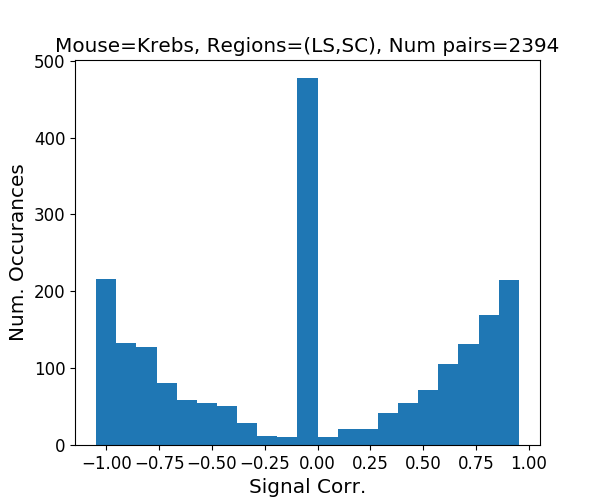 Mouse=Krebs, Regions=(LS,SC), Num pairs=2394
500
400
300
200
100
0
Num. Occurances
−1.00 −0.75 −0.50 −0.25 0.00 0.25 0.50 0.75 1.00
Signal Corr.